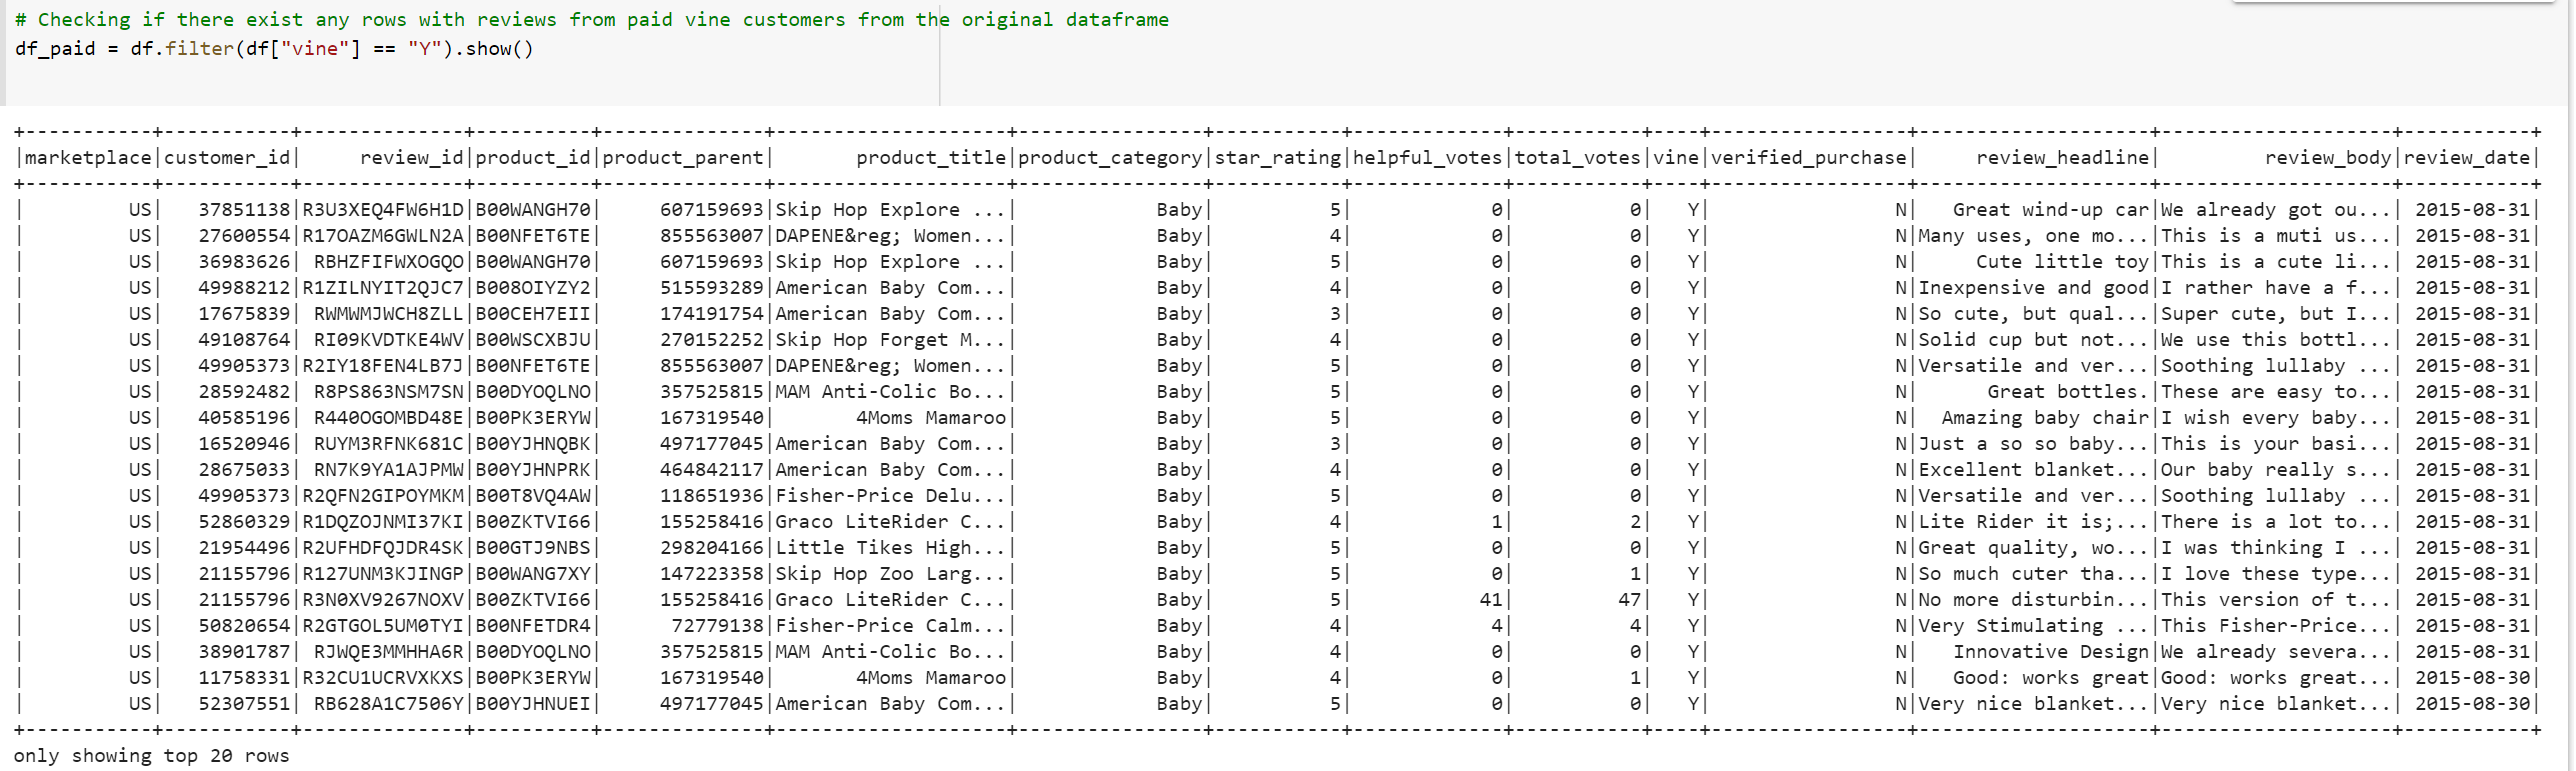 # Checking if there exist any rows with reviews from paid vine customers from the original dataframe
df_paid = df.filter(df["vine"] == "Y").show()
+-----------+-----------+--------------+----------+--------------+--------------------+----------------+-----------+-------------+-----------+----+-----------------+--------------------+--------------------+-----------+
|marketplace|customer_id|     review_id|product_id|product_parent|       product_title|product_category|star_rating|helpful_votes|total_votes|vine|verified_purchase|     review_headline|         review_body|review_date|
+-----------+-----------+--------------+----------+--------------+--------------------+----------------+-----------+-------------+-----------+----+-----------------+--------------------+--------------------+-----------+
|         US|   37851138|R3U3XEQ4FW6H1D|B00WANGH70|     607159693|Skip Hop Explore ...|            Baby|          5|            0|          0|   Y|                N|   Great wind-up car|We already got ou...| 2015-08-31|
|         US|   27600554|R17OAZM6GWLN2A|B00NFET6TE|     855563007|DAPENE&reg; Women...|            Baby|          4|            0|          0|   Y|                N|Many uses, one mo...|This is a muti us...| 2015-08-31|
|         US|   36983626| RBHZFIFWXOGQO|B00WANGH70|     607159693|Skip Hop Explore ...|            Baby|          5|            0|          0|   Y|                N|     Cute little toy|This is a cute li...| 2015-08-31|
|         US|   49988212|R1ZILNYIT2QJC7|B008OIYZY2|     515593289|American Baby Com...|            Baby|          4|            0|          0|   Y|                N|Inexpensive and good|I rather have a f...| 2015-08-31|
|         US|   17675839| RWMWMJWCH8ZLL|B00CEH7EII|     174191754|American Baby Com...|            Baby|          3|            0|          0|   Y|                N|So cute, but qual...|Super cute, but I...| 2015-08-31|
|         US|   49108764| RI09KVDTKE4WV|B00WSCXBJU|     270152252|Skip Hop Forget M...|            Baby|          4|            0|          0|   Y|                N|Solid cup but not...|We use this bottl...| 2015-08-31|
|         US|   49905373|R2IY18FEN4LB7J|B00NFET6TE|     855563007|DAPENE&reg; Women...|            Baby|          5|            0|          0|   Y|                N|Versatile and ver...|Soothing lullaby ...| 2015-08-31|
|         US|   28592482| R8PS863NSM7SN|B00DYOQLNO|     357525815|MAM Anti-Colic Bo...|            Baby|          5|            0|          0|   Y|                N|      Great bottles.|These are easy to...| 2015-08-31|
|         US|   40585196| R440OGOMBD48E|B00PK3ERYW|     167319540|       4Moms Mamaroo|            Baby|          5|            0|          0|   Y|                N|  Amazing baby chair|I wish every baby...| 2015-08-31|
|         US|   16520946| RUYM3RFNK681C|B00YJHNQBK|     497177045|American Baby Com...|            Baby|          3|            0|          0|   Y|                N|Just a so so baby...|This is your basi...| 2015-08-31|
|         US|   28675033| RN7K9YA1AJPMW|B00YJHNPRK|     464842117|American Baby Com...|            Baby|          4|            0|          0|   Y|                N|Excellent blanket...|Our baby really s...| 2015-08-31|
|         US|   49905373|R2QFN2GIPOYMKM|B00T8VQ4AW|     118651936|Fisher-Price Delu...|            Baby|          5|            0|          0|   Y|                N|Versatile and ver...|Soothing lullaby ...| 2015-08-31|
|         US|   52860329|R1DQZOJNMI37KI|B00ZKTVI66|     155258416|Graco LiteRider C...|            Baby|          4|            1|          2|   Y|                N|Lite Rider it is;...|There is a lot to...| 2015-08-31|
|         US|   21954496|R2UFHDFQJDR4SK|B00GTJ9NBS|     298204166|Little Tikes High...|            Baby|          5|            0|          0|   Y|                N|Great quality, wo...|I was thinking I ...| 2015-08-31|
|         US|   21155796|R127UNM3KJINGP|B00WANG7XY|     147223358|Skip Hop Zoo Larg...|            Baby|          5|            0|          1|   Y|                N|So much cuter tha...|I love these type...| 2015-08-31|
|         US|   21155796|R3N0XV9267NOXV|B00ZKTVI66|     155258416|Graco LiteRider C...|            Baby|          5|           41|         47|   Y|                N|No more disturbin...|This version of t...| 2015-08-31|
|         US|   50820654|R2GTGOL5UM0TYI|B00NFETDR4|      72779138|Fisher-Price Calm...|            Baby|          4|            4|          4|   Y|                N|Very Stimulating ...|This Fisher-Price...| 2015-08-31|
|         US|   38901787| RJWQE3MMHHA6R|B00DYOQLNO|     357525815|MAM Anti-Colic Bo...|            Baby|          4|            0|          0|   Y|                N|   Innovative Design|We already severa...| 2015-08-31|
|         US|   11758331|R32CU1UCRVXKXS|B00PK3ERYW|     167319540|       4Moms Mamaroo|            Baby|          4|            0|          1|   Y|                N|   Good: works great|Good: works great...| 2015-08-30|
|         US|   52307551| RB628A1C7506Y|B00YJHNUEI|     497177045|American Baby Com...|            Baby|          5|            0|          0|   Y|                N|Very nice blanket...|Very nice blanket...| 2015-08-30|
+-----------+-----------+--------------+----------+--------------+--------------------+----------------+-----------+-------------+-----------+----+-----------------+--------------------+--------------------+-----------+
only showing top 20 rows